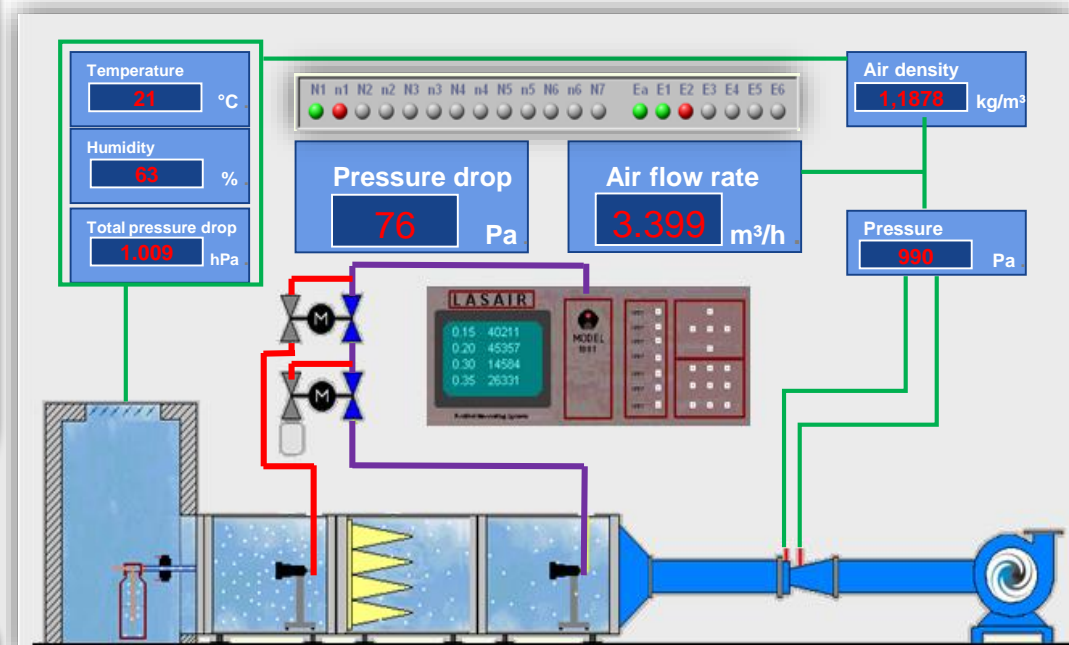 Temperature
21 °C
Humidity
63 %
Total pressure drop
1.009 hPa
N1 n1 N2 n2 N3 n3 N4 n4 N5 n5 N6 n6 N7 Ea E1 E2 E3 E4 E5 E6
Pressure drop
76 Pa
Air flow rate
3.399 m³/h
Air density
1,1878 kg/m³
Pressure
990 Pa
M
M
LASAIR
0.15 40211
0.20 45357
0.30 14584
0.35 26331
MODEL